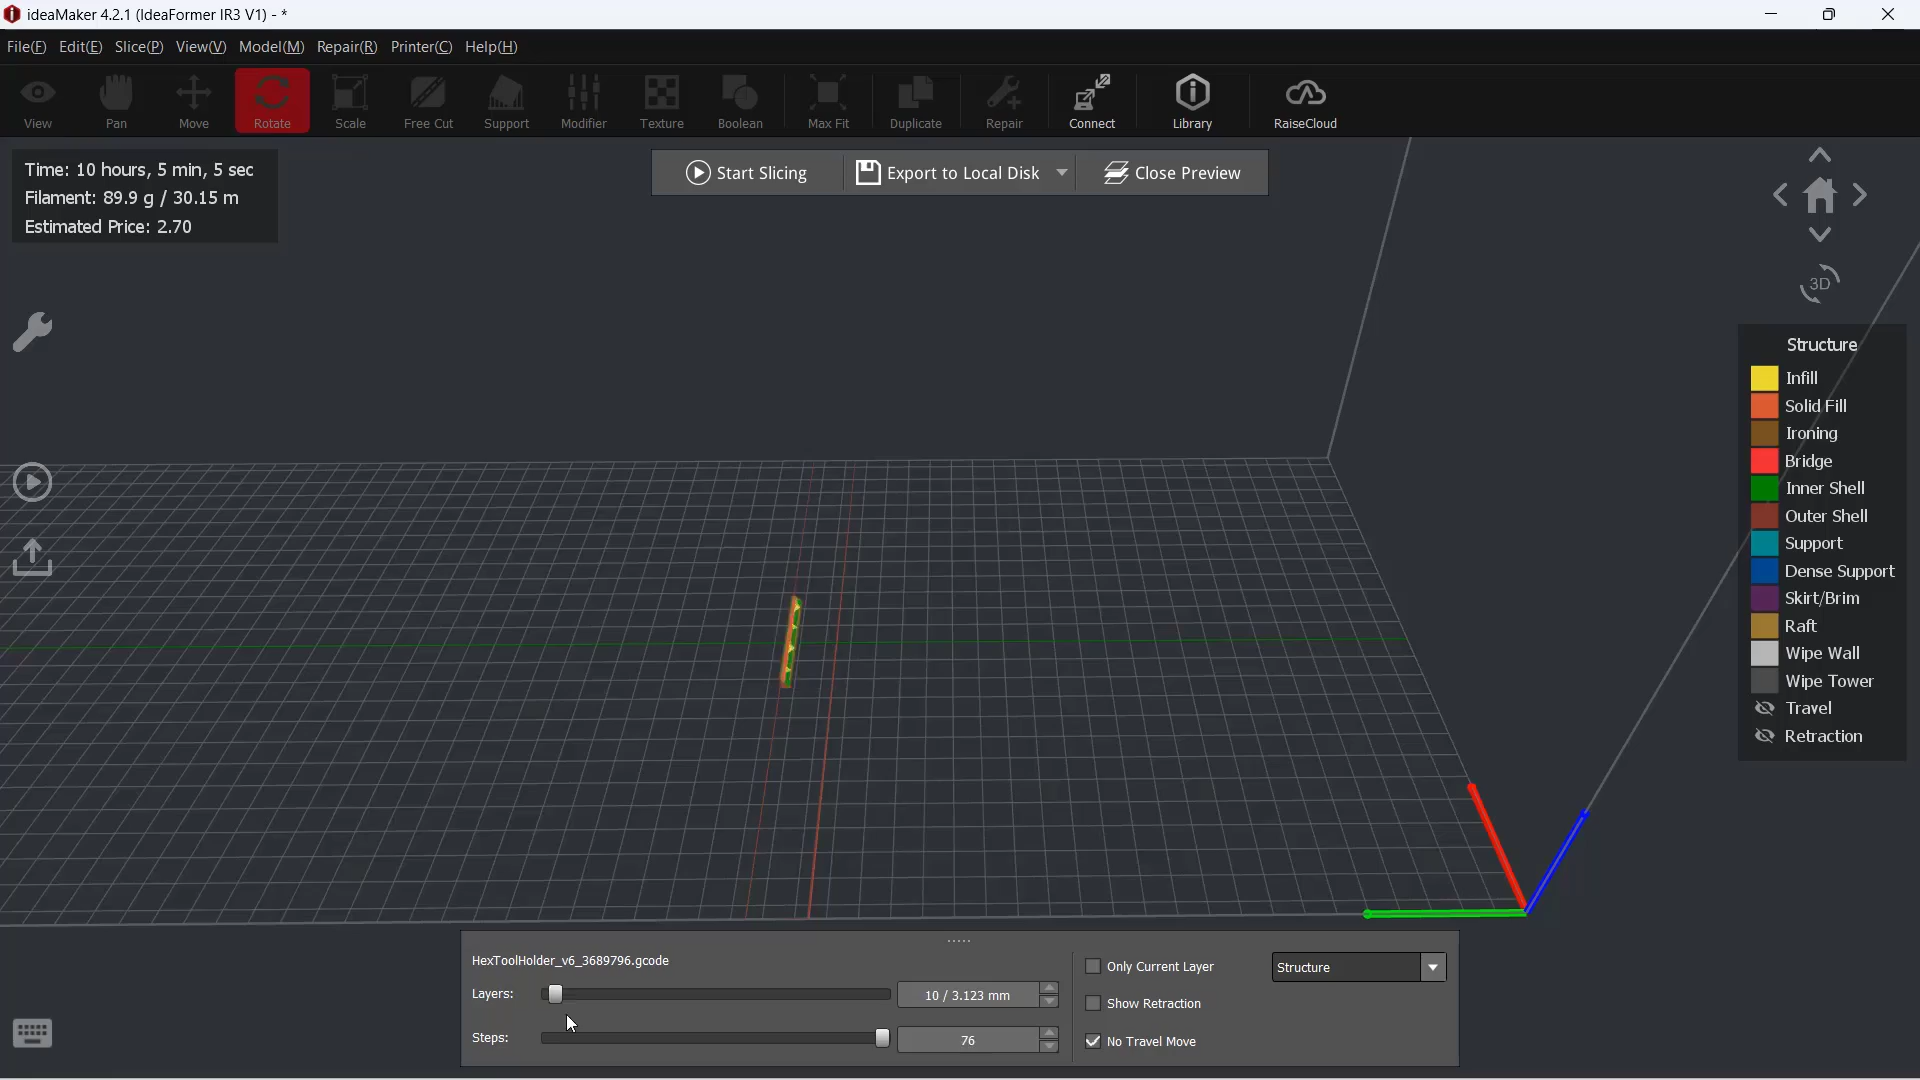 ideaMaker 4.2.1 (IdeaFormer IR3 V1) - *
File(F) Edit(E) Slice(P) View(V) Model(M) Repair(R) Printer(C) Help(H)
View Pan Move Rotate Scale Free Cut Support Modifier Texture Boolean Max Fit Duplicate Repair Connect Library RaiseCloud
Time: 10 hours, 5 min, 5 sec
Filament: 89.9 g / 30.15 m
Estimated Price: 2.70
Start Slicing Export to Local Disk Close Preview
3D
Structure
Infill
Solid Fill
Ironing
Bridge
Inner Shell
Outer Shell
Support
Dense Support
Skirt/Brim
Raft
Wipe Wall
Wipe Tower
Travel
Retraction
HexToolHolder_v6_3689796.gcode
Layers: 10 / 3.123 mm
Steps: 76
Only Current Layer
Show Retraction
No Travel Move
Structure